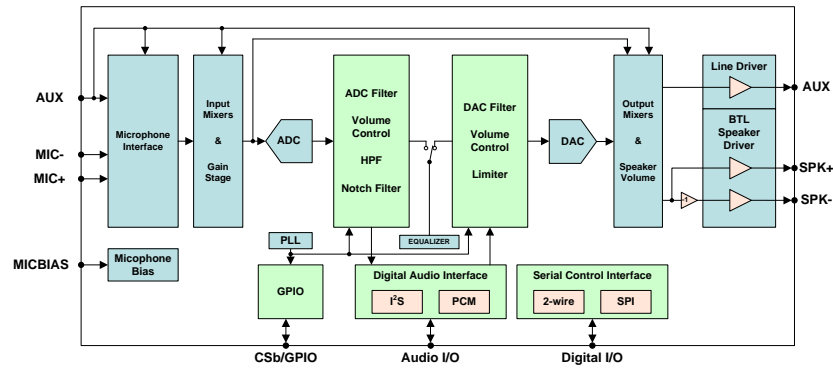 AUX
MIC-
MIC+
MICBIAS
Microphone
Interface
Micophone
Bias
Input
Mixers
&
Gain
Stage
ADC
ADC Filter
Volume
Control
HPF
Notch Filter
DAC Filter
Volume
Control
Limiter
DAC
Output
Mixers
&
Speaker
Volume
Line Driver
BTL
Speaker
Driver
-1
AUX
SPK+
SPK-
PLL
EQUALIZER
GPIO
Digital Audio Interface
I²S
PCM
Serial Control Interface
2-wire
SPI
CSb/GPIO
Audio I/O
Digital I/O